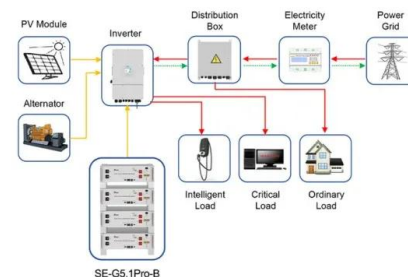 PV Module
Inverter
Distribution
Box
Electricity
Meter
Power
Grid
Alternator
Intelligent
Load
Critical
Load
Ordinary
Load
SE-G5.1Pro-B